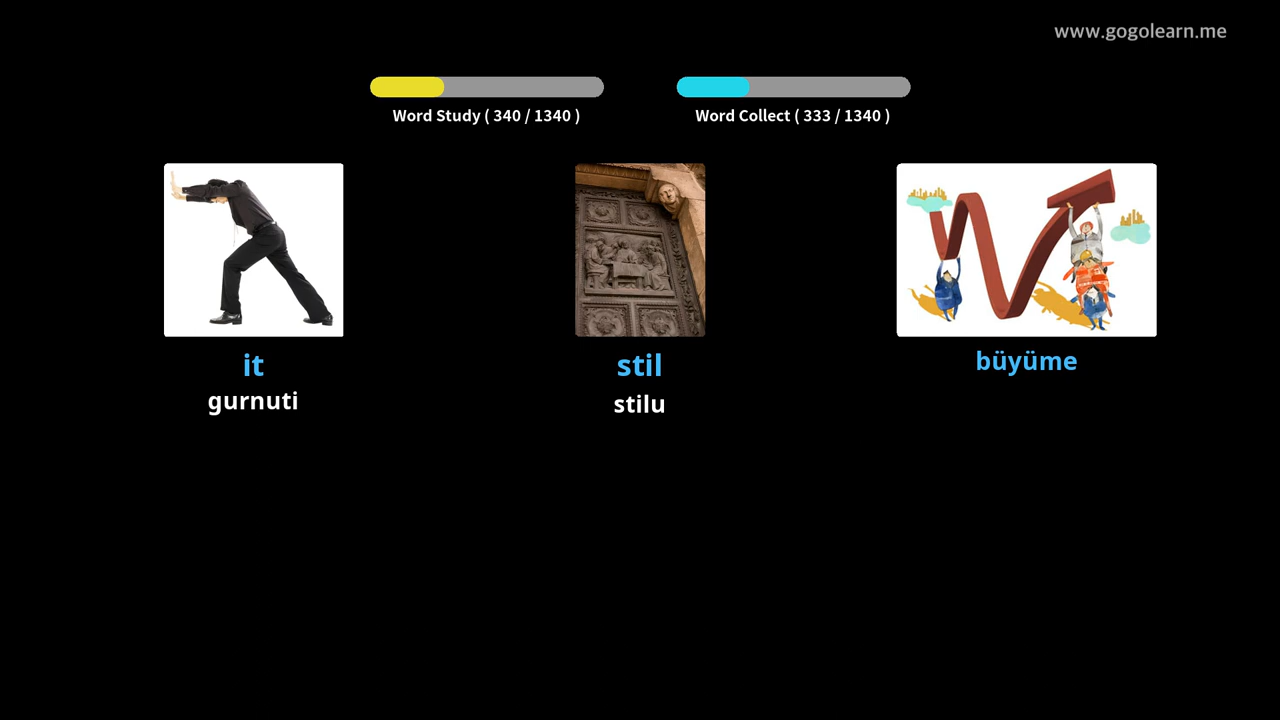 www.gogolearn.me
Word Study ( 340 / 1340 )
Word Collect ( 333 / 1340 )
it
gurnuti
stil
stilu
büyüme